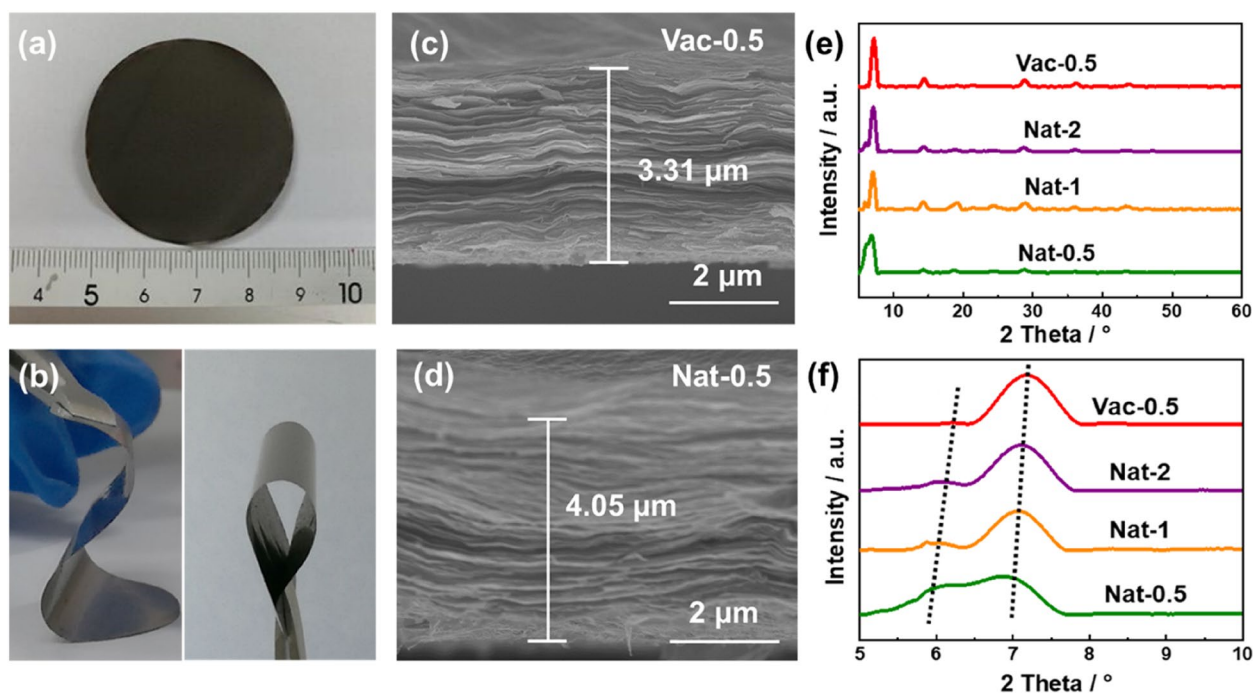 (a)
4 5 6 7 8 9 10
(b)
(c)
Vac-0.5
3.31 μm
2 μm
(d)
Nat-0.5
4.05 μm
2 μm
(e)
Vac-0.5
Nat-2
Nat-1
Nat-0.5
Intensity / a.u.
10 20 30 40 50 60
2 Theta / °
(f)
Vac-0.5
Nat-2
Nat-1
Nat-0.5
Intensity / a.u.
5 6 7 8 9 10
2 Theta / °